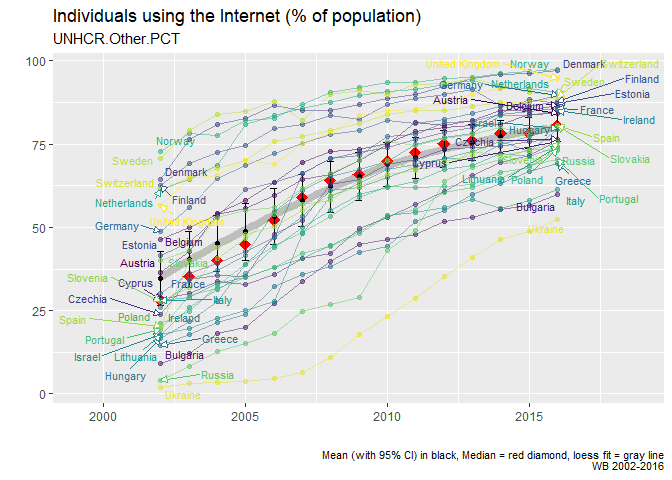 Individuals using the Internet (% of population)
UNHCR.Other.PCT
100
75
50
25
0
United Kingdom
Norway
Denmark
Switzerland
Sweden
Finland
Germany
Netherlands
Estonia
Austria
Belgium
France
Ireland
Israel
Hungary
Spain
Czechia
Slovenia
Slovakia
Cyprus
Russia
Lithuania
Poland
Greece
Portugal
Italy
Bulgaria
Ukraine
Norway
Sweden
Denmark
Switzerland
Netherlands
Finland
United Kingdom
Germany
Estonia
Belgium
Austria
Slovakia
Slovenia
Cyprus
France
Czechia
Italy
Spain
Poland
Ireland
Portugal
Greece
Israel
Lithuania
Bulgaria
Hungary
Russia
Ukraine
2000
2005
2010
2015
Mean (with 95% CI) in black, Median = red diamond, loess fit = gray line
WB 2002-2016